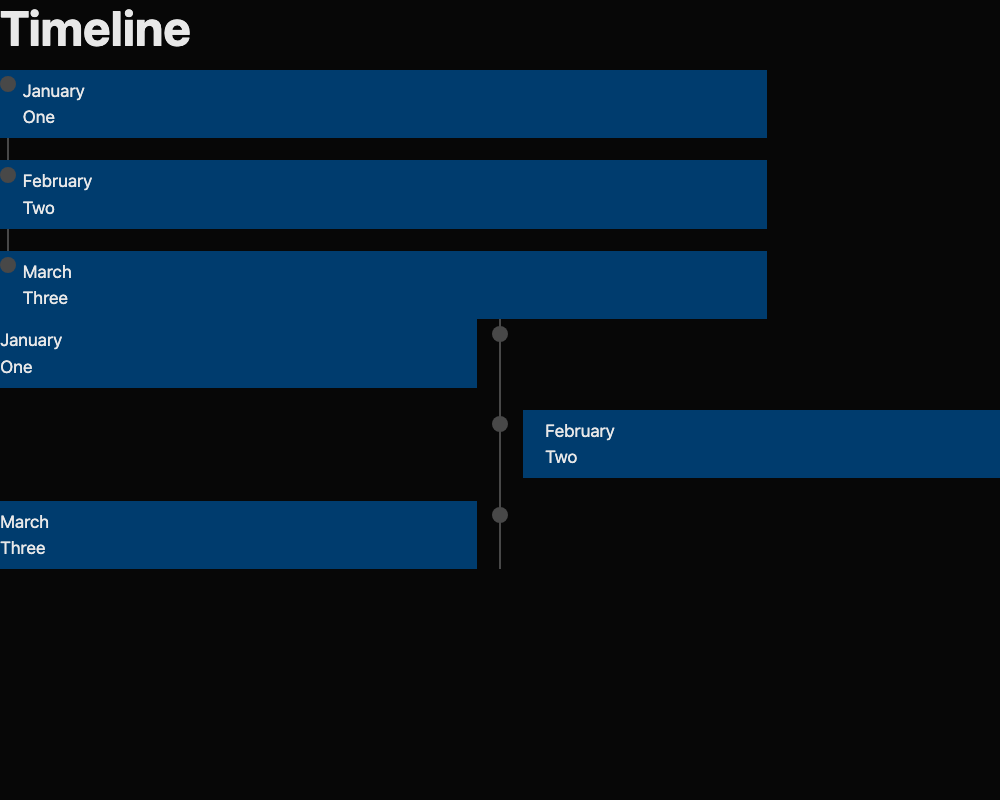 Timeline
January
One
February
Two
March
Three
January
One
February
Two
March
Three